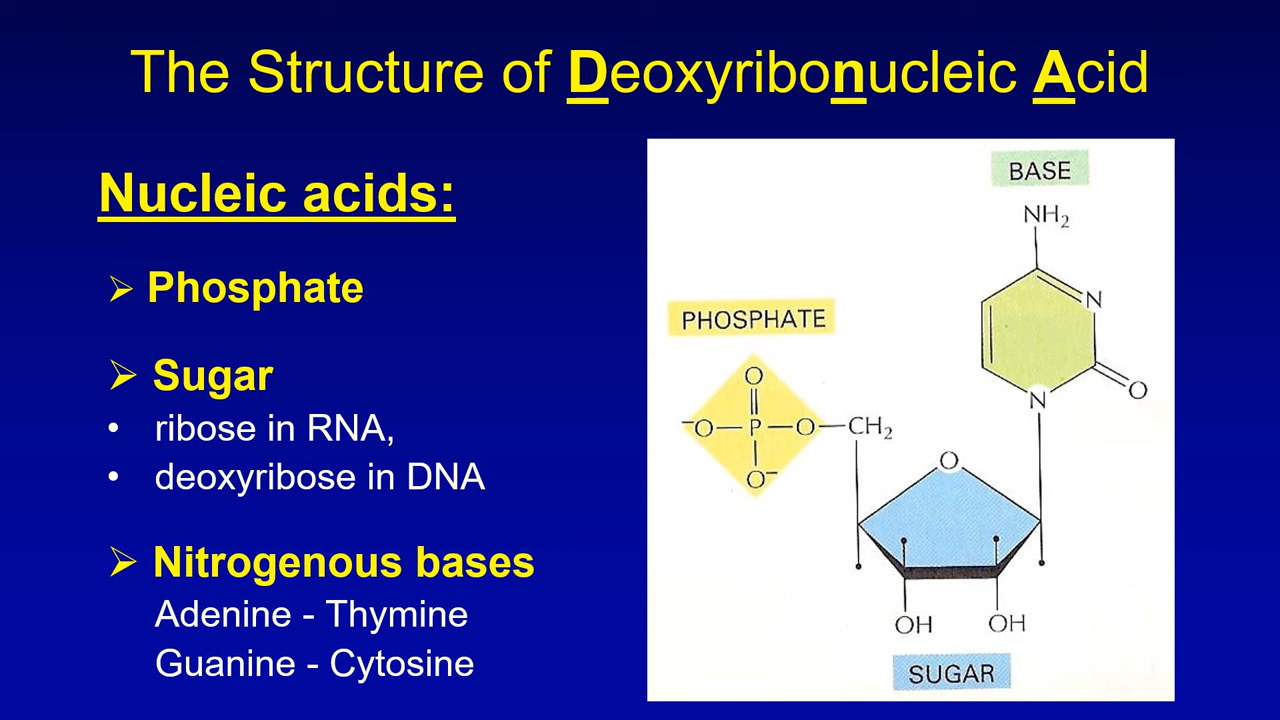 The Structure of Deoxyribonucleic Acid
Nucleic acids:
➢ Phosphate
➢ Sugar
• ribose in RNA,
• deoxyribose in DNA
➢ Nitrogenous bases
Adenine - Thymine
Guanine - Cytosine
BASE
NH₂
N
O
N
PHOSPHATE
O
⁻O—P—O—CH₂
O⁻
O
OH OH
SUGAR